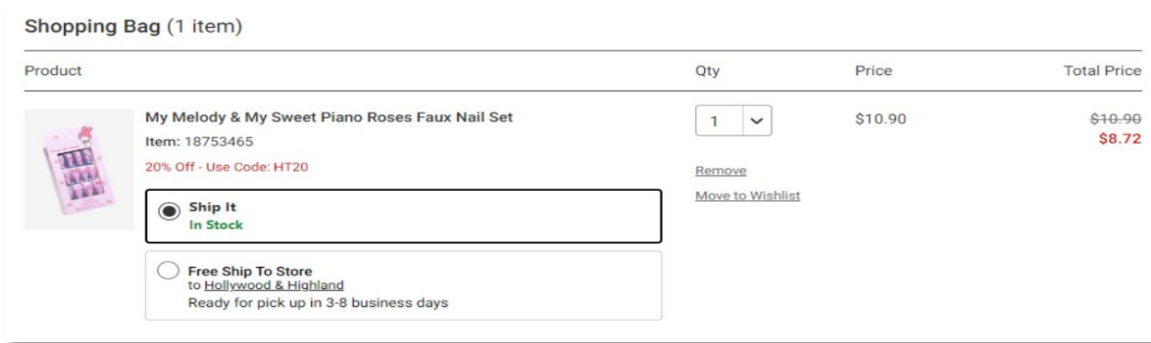 Shopping Bag (1 item)
Product Qty Price Total Price
My Melody & My Sweet Piano Roses Faux Nail Set
Item: 18753465
20% Off - Use Code: HT20
1
$10.90
$10.90
$8.72
Remove
Move to Wishlist
Ship It
In Stock
Free Ship To Store
to Hollywood & Highland
Ready for pick up in 3-8 business days